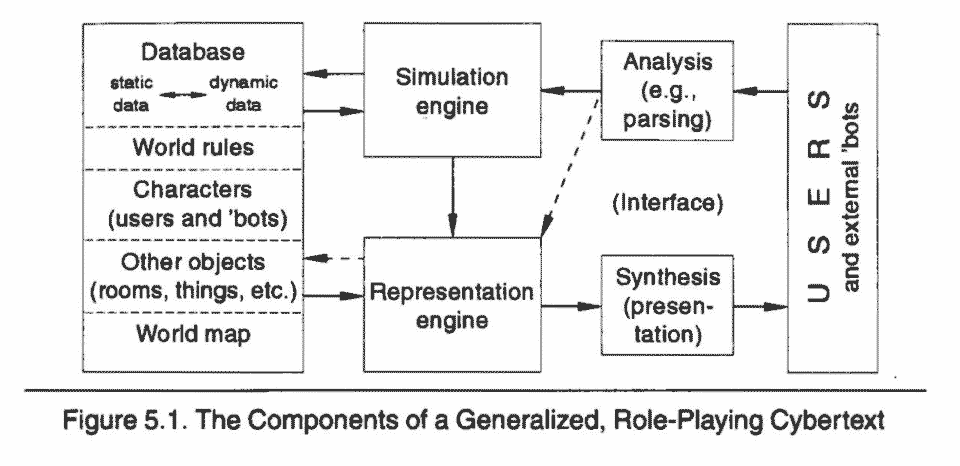 Database
static dynamic
data data
World rules
Characters
(users and 'bots)
Other objects
(rooms, things, etc.)
World map
Simulation
engine
Representation
engine
Analysis
(e.g.,
parsing)
(Interface)
Synthesis
(presen-
tation)
USERS
and external 'bots
Figure 5.1. The Components of a Generalized, Role-Playing Cybertext